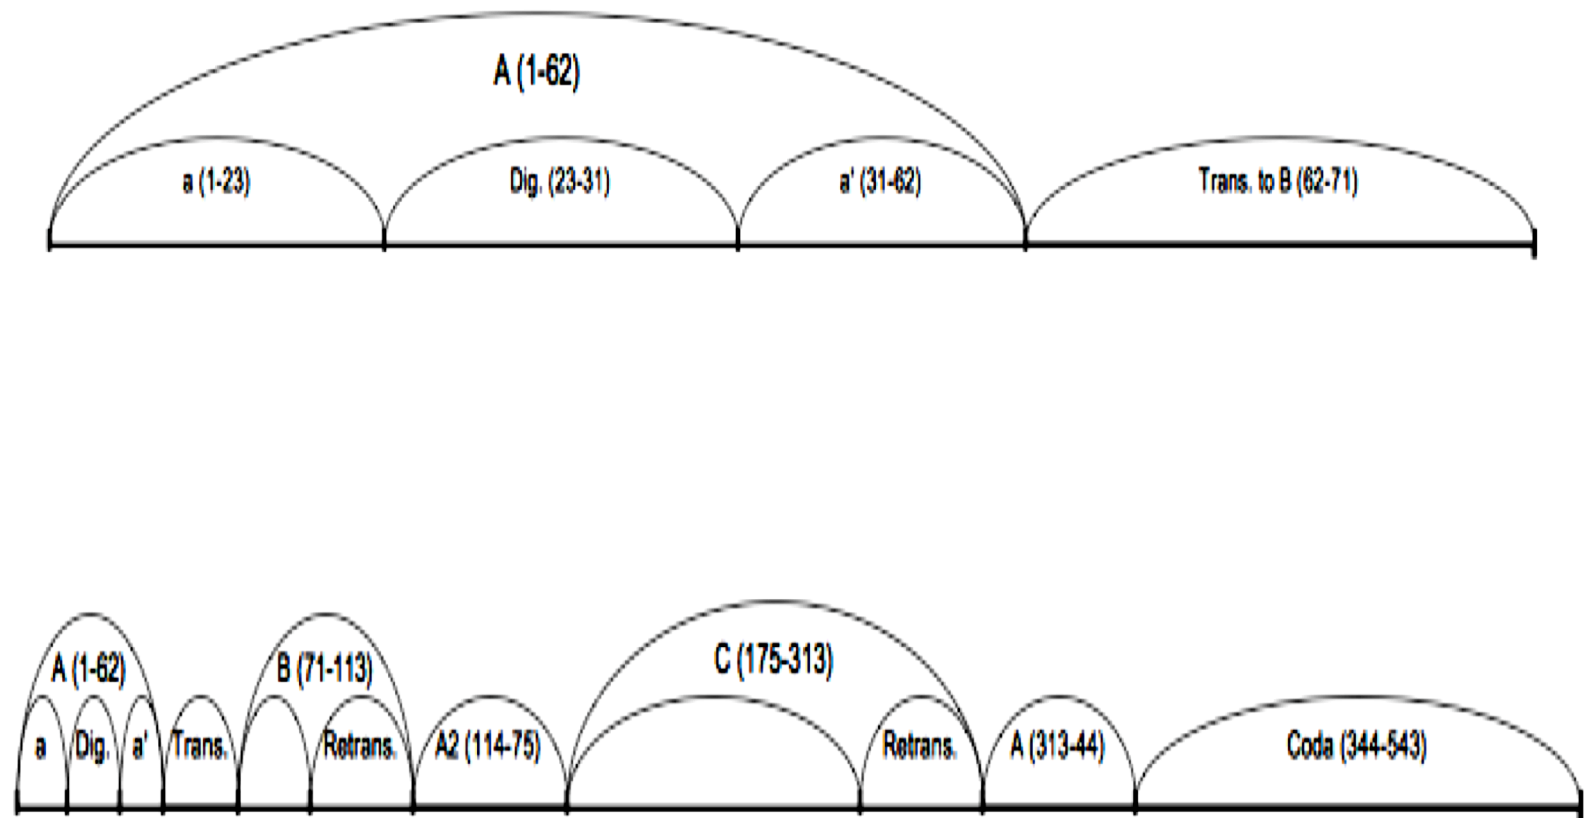 A (1-62)
a (1-23) Dig. (23-31) a' (31-62) Trans. to B (62-71)
A (1-62) B (71-113) C (175-313)
a Dig. a' Trans. Retrans. A2 (114-75) Retrans. A (313-44) Coda (344-543)